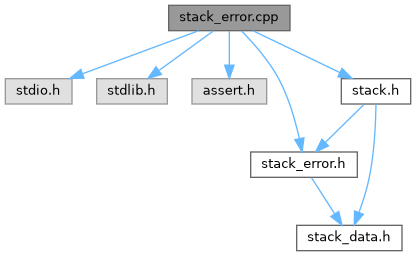 stack_error.cpp
stdio.h
stdlib.h
assert.h
stack.h
stack_error.h
stack_data.h